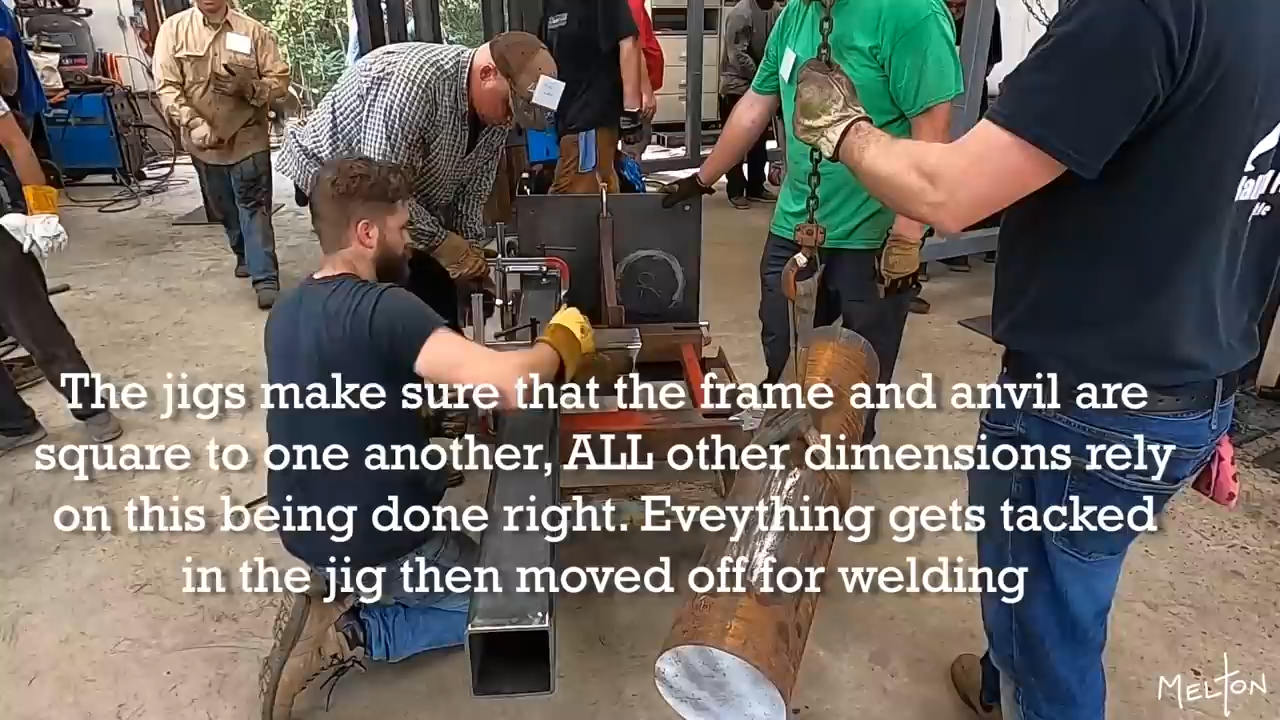 The jigs make sure that the frame and anvil are
square to one another, ALL other dimensions rely
on this being done right. Eveything gets tacked
in the jig then moved off for welding
MELTON